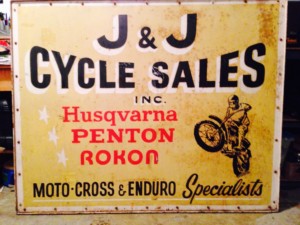 J & J
CYCLE SALES
INC.
Husqvarna
PENTON
ROKON
MOTO-CROSS & ENDURO Specialists